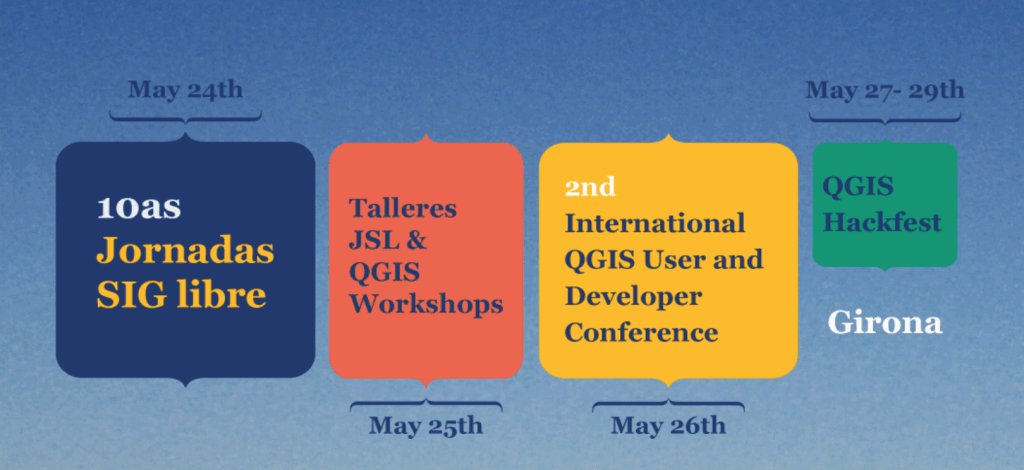 May 24th
10as
Jornadas
SIG libre
Talleres
JSL &
QGIS
Workshops
May 25th
2nd
International
QGIS User and
Developer
Conference
May 26th
May 27- 29th
QGIS
Hackfest
Girona